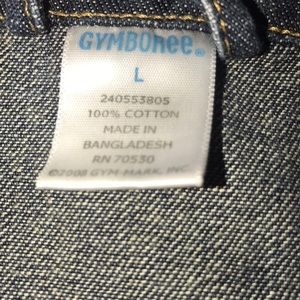 GYMBORee®
L
240553805
100% COTTON
MADE IN
BANGLADESH
RN 70530
©2008 GYM-MARK, INC.